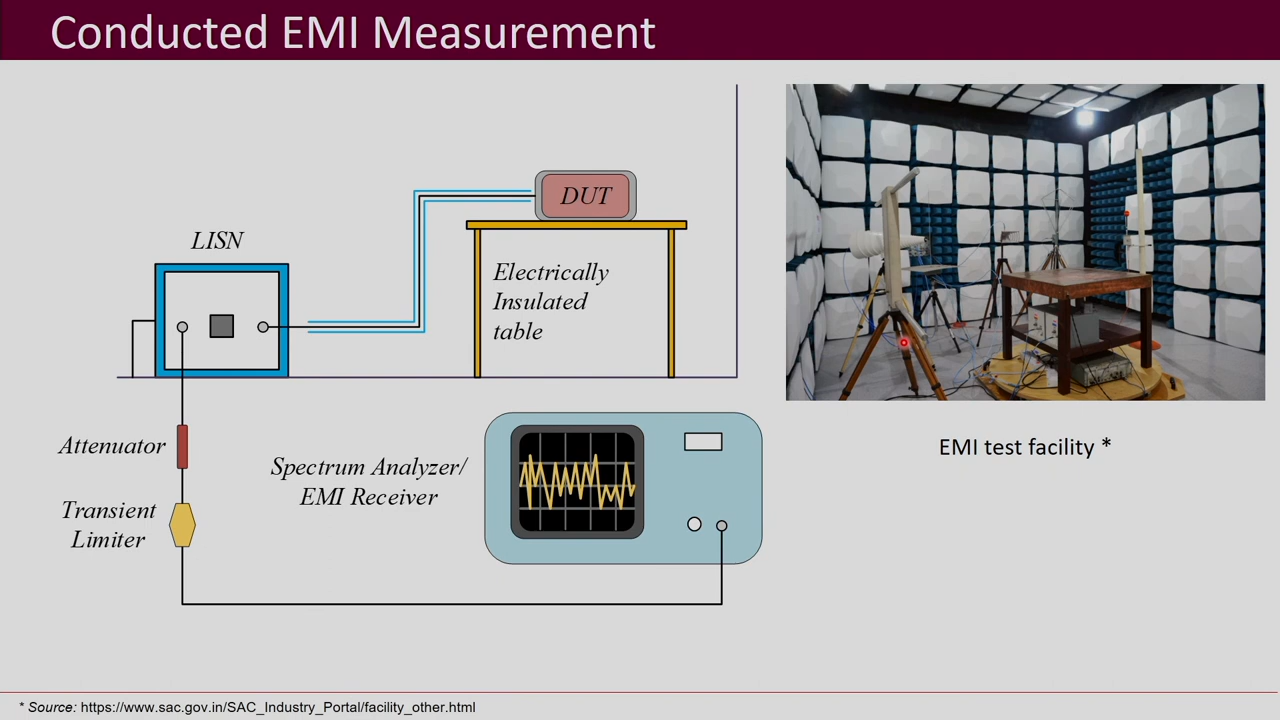 Conducted EMI Measurement
DUT
LISN
Electrically
Insulated
table
Attenuator
Spectrum Analyzer/
EMI Receiver
Transient
Limiter
EMI test facility *
* Source: https://www.sac.gov.in/SAC_Industry_Portal/facility_other.html